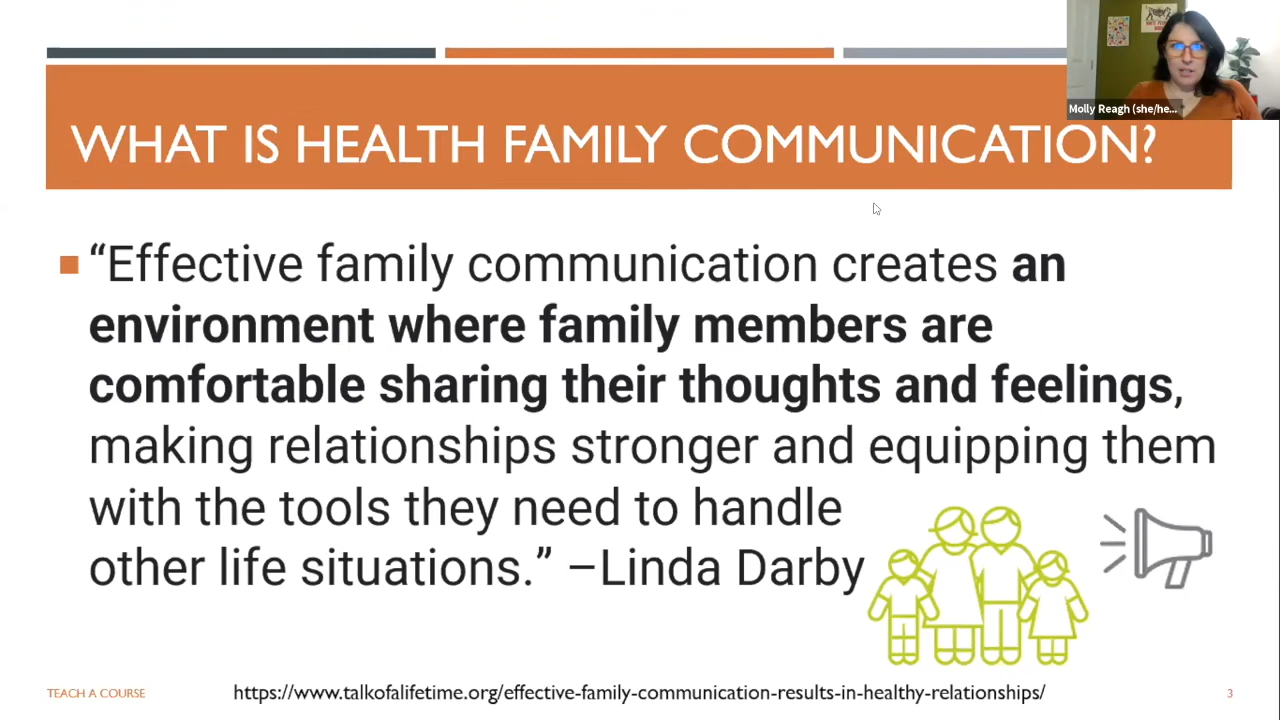 WHAT IS HEALTH FAMILY COMMUNICATION?
Molly Reagh (she/he...
“Effective family communication creates an
environment where family members are
comfortable sharing their thoughts and feelings,
making relationships stronger and equipping them
with the tools they need to handle
other life situations.” –Linda Darby
TEACH A COURSE
https://www.talkofalifetime.org/effective-family-communication-results-in-healthy-relationships/
3